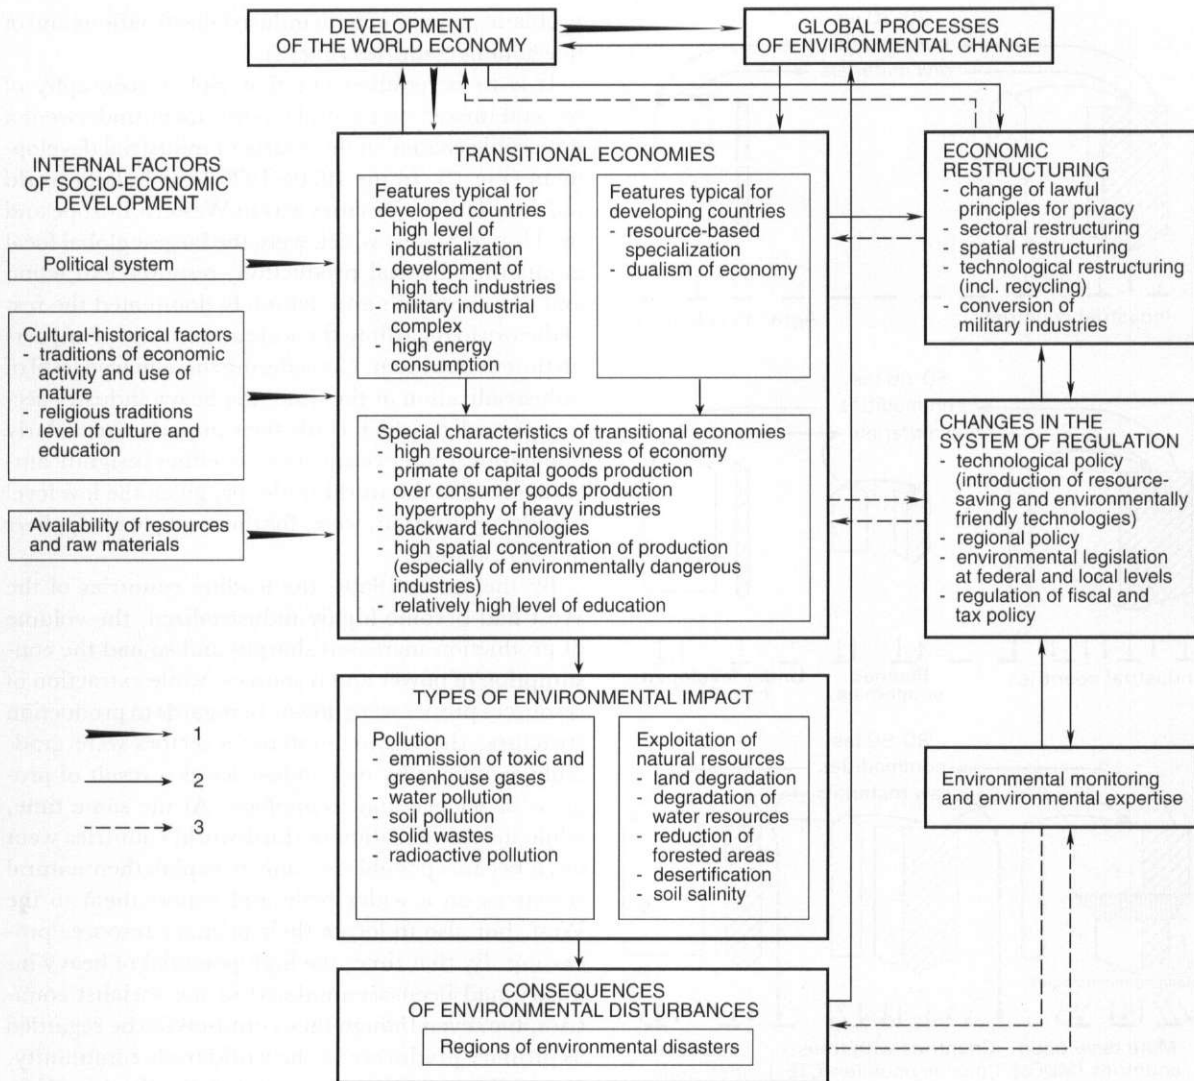 DEVELOPMENT
OF THE WORLD ECONOMY
GLOBAL PROCESSES
OF ENVIRONMENTAL CHANGE
INTERNAL FACTORS
OF SOCIO-ECONOMIC
DEVELOPMENT
Political system
Cultural-historical factors
- traditions of economic
activity and use of
nature
- religious traditions
- level of culture and
education
Availability of resources
and raw materials
TRANSITIONAL ECONOMIES
Features typical for
developed countries
- high level of
industrialization
- development of
high tech industries
- military industrial
complex
- high energy
consumption
Features typical for
developing countries
- resource-based
specialization
- dualism of economy
Special characteristics of transitional economies
- high resource-intensivness of economy
- primate of capital goods production
over consumer goods production
- hypertrophy of heavy industries
- backward technologies
- high spatial concentration of production
(especially of environmentally dangerous
industries)
- relatively high level of education
ECONOMIC
RESTRUCTURING
- change of lawful
principles for privacy
- sectoral restructuring
- spatial restructuring
- technological restructuring
(incl. recycling)
- conversion of
military industries
CHANGES IN THE
SYSTEM OF REGULATION
- technological policy
(introduction of resource-
saving and environmentally
friendly technologies)
- regional policy
- environmental legislation
at federal and local levels
- regulation of fiscal and
tax policy
TYPES OF ENVIRONMENTAL IMPACT
Pollution
- emmission of toxic and
greenhouse gases
- water pollution
- soil pollution
- solid wastes
- radioactive pollution
Exploitation of
natural resources
- land degradation
- degradation of
water resources
- reduction of
forested areas
- desertification
- soil salinity
Environmental monitoring
and environmental expertise
1
2
3
CONSEQUENCES
OF ENVIRONMENTAL DISTURBANCES
Regions of environmental disasters